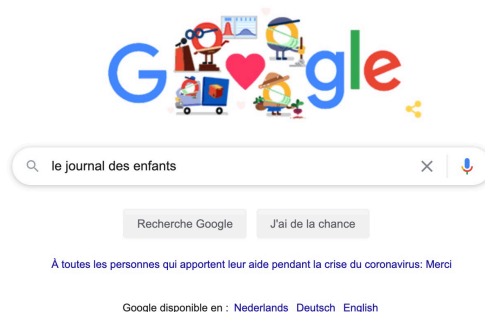 Google
le journal des enfants
Recherche Google J'ai de la chance
À toutes les personnes qui apportent leur aide pendant la crise du coronavirus: Merci
Google disponible en : Nederlands Deutsch English